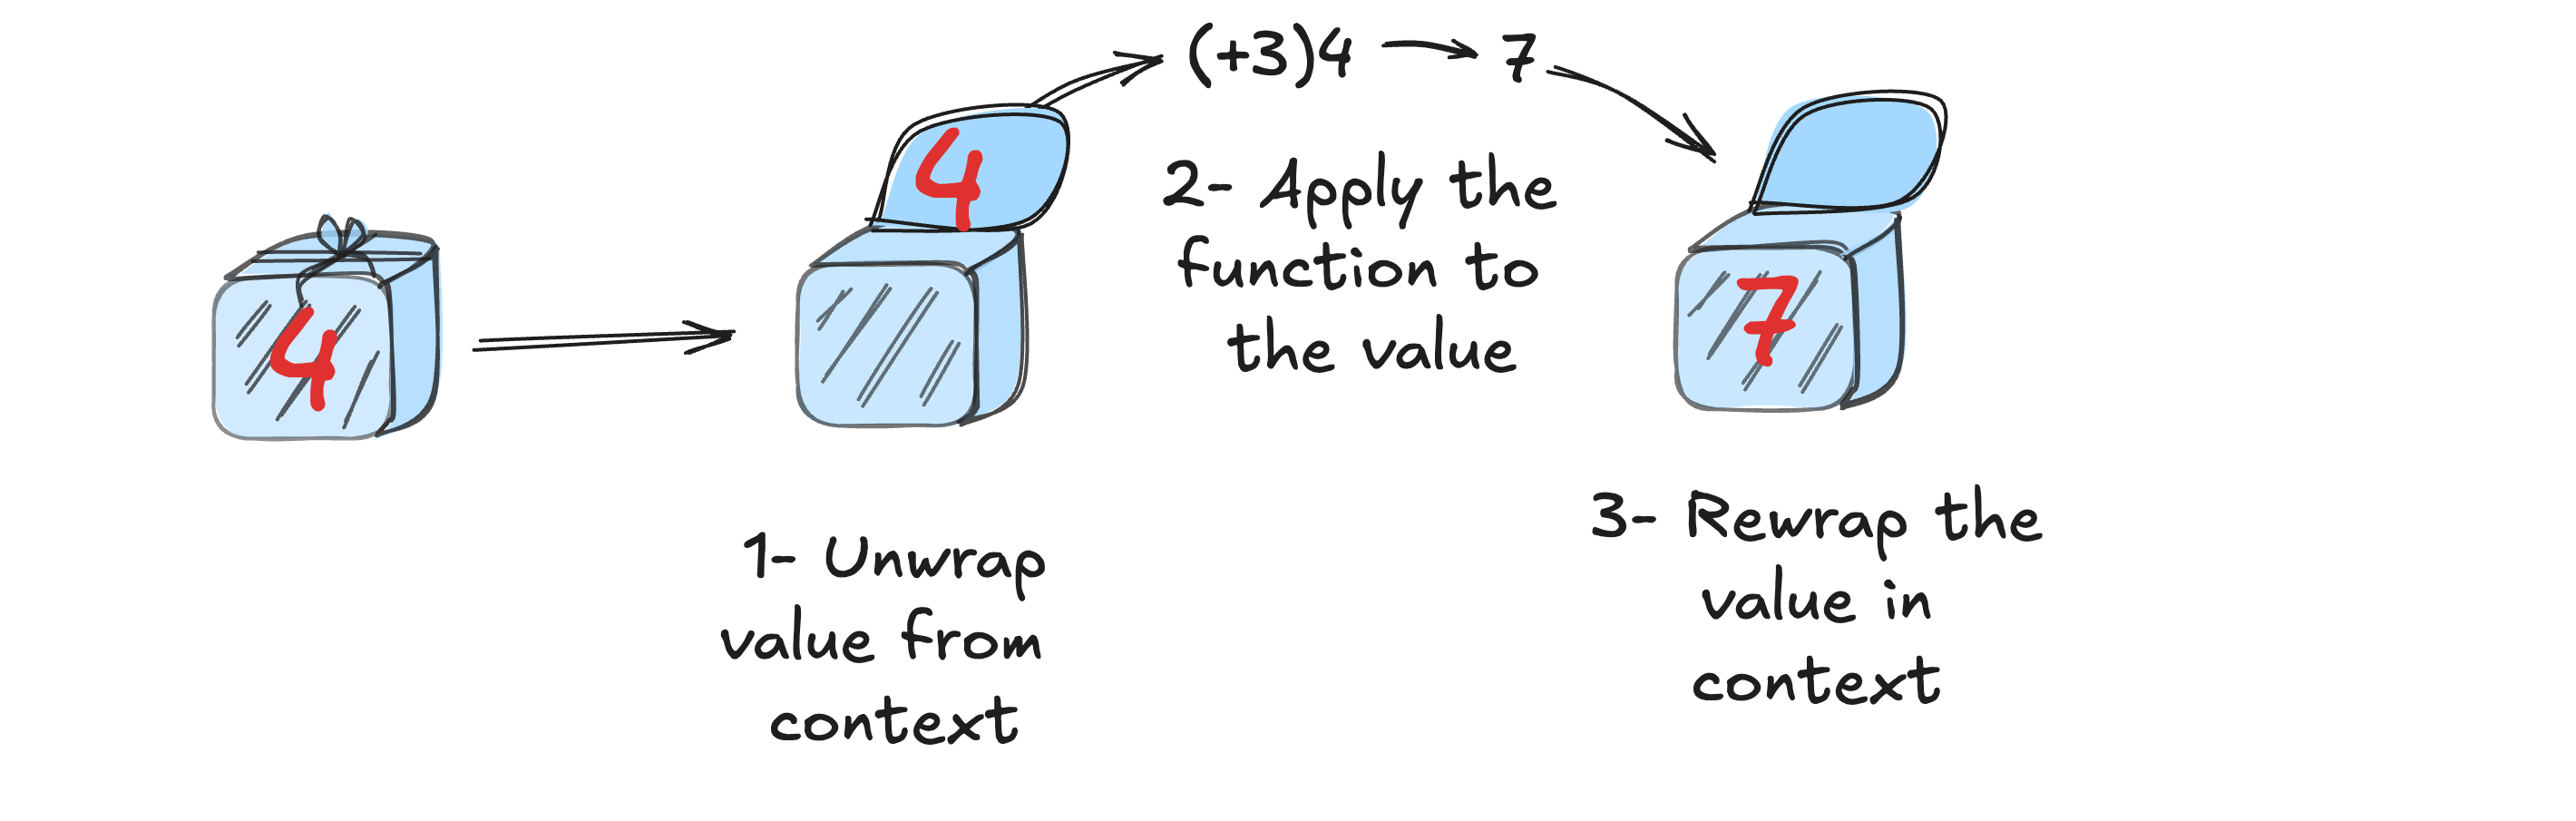 4
4
(+3)4 → 7
7
1- Unwrap
value from
context
2- Apply the
function to
the value
3- Rewrap the
value in
context